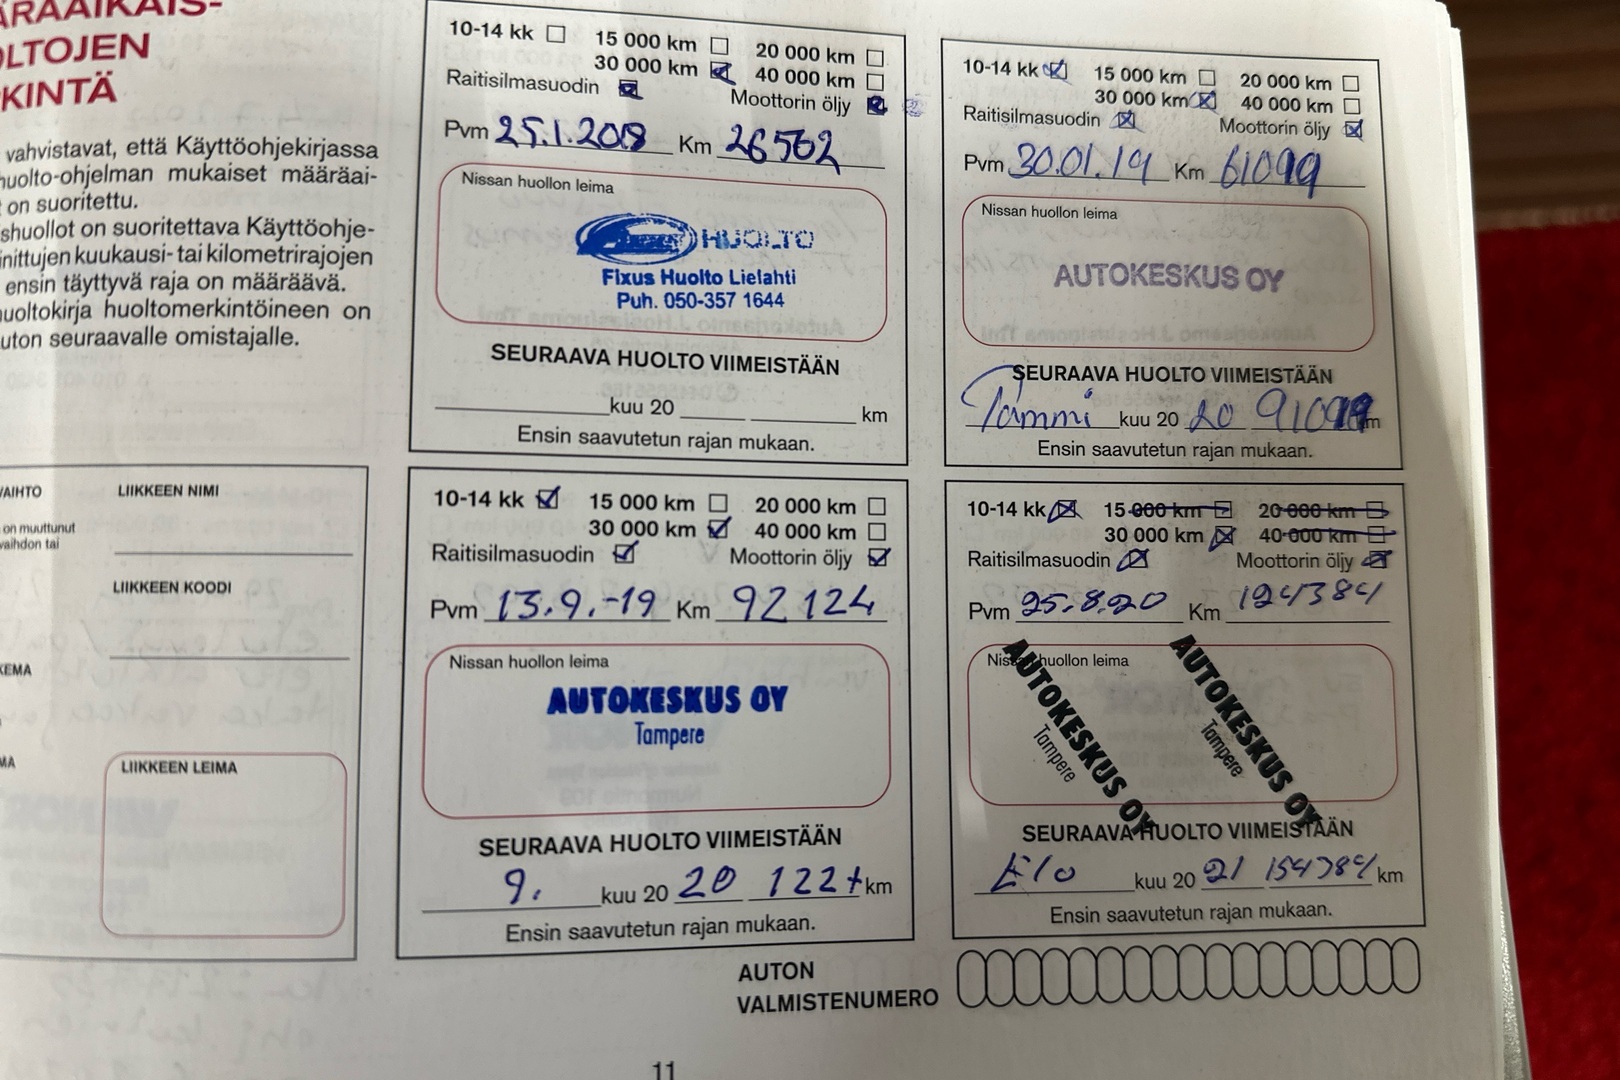 ÄRAAIKAIS-
OLTOJEN
KINTÄ
vahvistavat, että Käyttöohjekirjassa
huolto-ohjelman mukaiset määräai-
on suoritettu.
shuollot on suoritettava Käyttöohje-
inittujen kuukausi- tai kilometrirajojen
ensin täyttyvä raja on määräävä.
uoltokirja huoltomerkintöineen on
uton seuraavalle omistajalle.
VAIHTO
LIIKKEEN NIMI
on muuttunut
vaihdon tai
LIIKKEEN KOODI
KEMA
MA
LIIKKEEN LEIMA
10-14 kk 15 000 km 20 000 km
30 000 km 40 000 km
Raitisilmasuodin Moottorin öljy
Pvm 25.1.2018 Km 26562
Nissan huollon leima
HUOLTO
Fixus Huolto Lielahti
Puh. 050-357 1644
SEURAAVA HUOLTO VIIMEISTÄÄN
kuu 20 km
Ensin saavutetun rajan mukaan.
10-14 kk 15 000 km 20 000 km
30 000 km 40 000 km
Raitisilmasuodin Moottorin öljy
Pvm 30.01.19 Km 61099
Nissan huollon leima
AUTOKESKUS OY
SEURAAVA HUOLTO VIIMEISTÄÄN
Tammi kuu 20 20 91099 km
Ensin saavutetun rajan mukaan.
10-14 kk 15 000 km 20 000 km
30 000 km 40 000 km
Raitisilmasuodin Moottorin öljy
Pvm 13.9.-19 Km 92 124
Nissan huollon leima
AUTOKESKUS OY
Tampere
SEURAAVA HUOLTO VIIMEISTÄÄN
9. kuu 20 20 122t km
Ensin saavutetun rajan mukaan.
10-14 kk 15 000 km 20 000 km
30 000 km 40 000 km
Raitisilmasuodin Moottorin öljy
Pvm 25.8.20 Km 124384
Nissan huollon leima
AUTOKESKUS OY
Tampere
AUTOKESKUS OY
Tampere
SEURAAVA HUOLTO VIIMEISTÄÄN
Elo kuu 20 21 154384 km
Ensin saavutetun rajan mukaan.
AUTON
VALMISTENUMERO
11